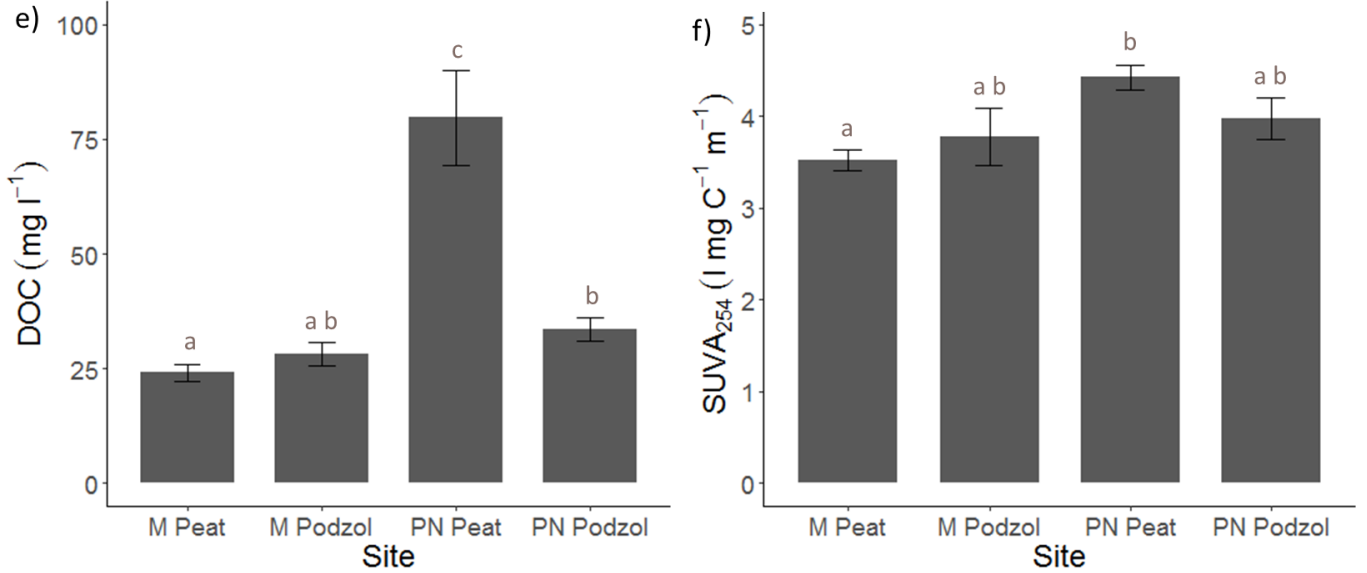 e)
100
75
50
25
0
DOC ( mg l⁻¹)
a
a b
c
b
M Peat
M Podzol
PN Peat
PN Podzol
Site
f)
5
4
3
2
1
0
SUVA₂₅₄ ( l mg C⁻¹ m⁻¹)
a
a b
b
a b
M Peat
M Podzol
PN Peat
PN Podzol
Site